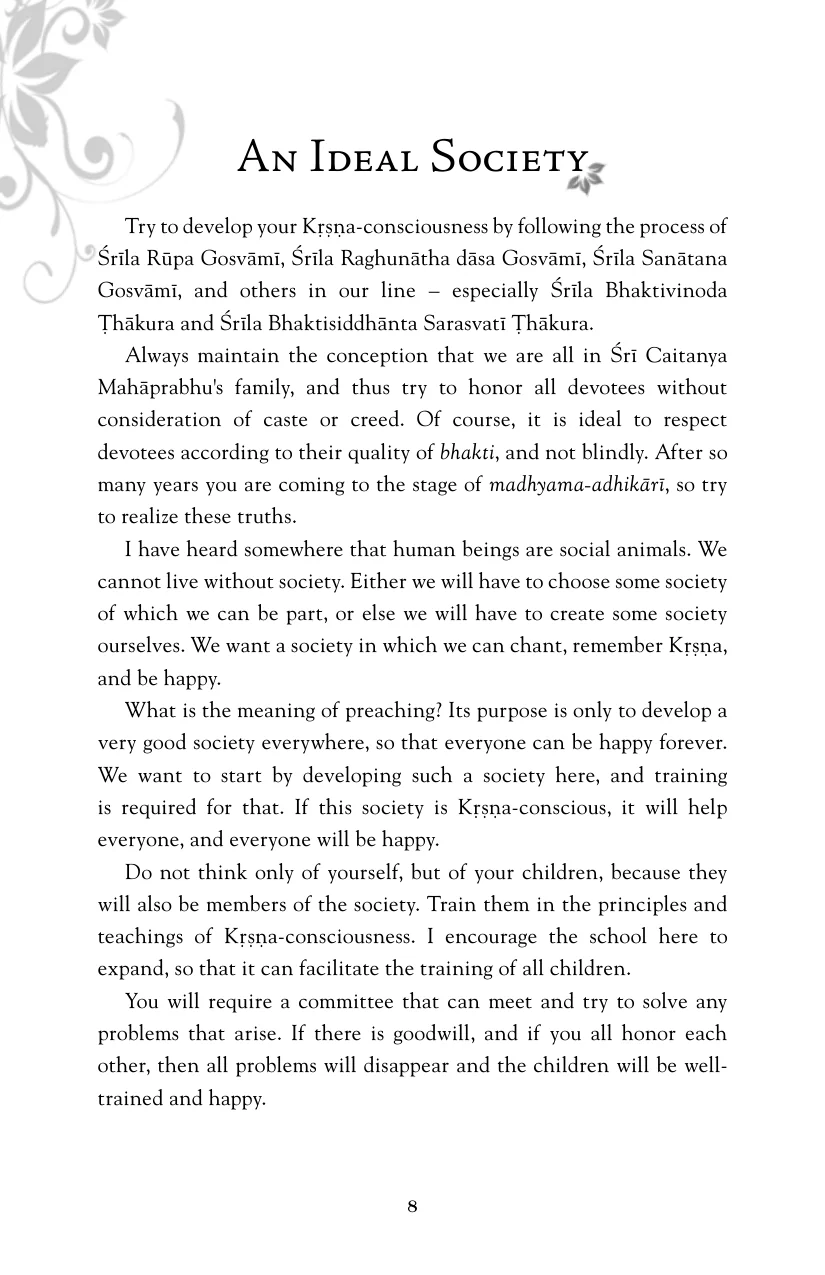 An Ideal Society
Try to develop your Kṛṣṇa-consciousness by following the process of
Śrīla Rūpa Gosvāmī, Śrīla Raghunātha dāsa Gosvāmī, Śrīla Sanātana
Gosvāmī, and others in our line – especially Śrīla Bhaktivinoda
Ṭhākura and Śrīla Bhaktisiddhānta Sarasvatī Ṭhākura.
Always maintain the conception that we are all in Śrī Caitanya
Mahāprabhu's family, and thus try to honor all devotees without
consideration of caste or creed. Of course, it is ideal to respect
devotees according to their quality of bhakti, and not blindly. After so
many years you are coming to the stage of madhyama-adhikārī, so try
to realize these truths.
I have heard somewhere that human beings are social animals. We
cannot live without society. Either we will have to choose some society
of which we can be part, or else we will have to create some society
ourselves. We want a society in which we can chant, remember Kṛṣṇa,
and be happy.
What is the meaning of preaching? Its purpose is only to develop a
very good society everywhere, so that everyone can be happy forever.
We want to start by developing such a society here, and training
is required for that. If this society is Kṛṣṇa-conscious, it will help
everyone, and everyone will be happy.
Do not think only of yourself, but of your children, because they
will also be members of the society. Train them in the principles and
teachings of Kṛṣṇa-consciousness. I encourage the school here to
expand, so that it can facilitate the training of all children.
You will require a committee that can meet and try to solve any
problems that arise. If there is goodwill, and if you all honor each
other, then all problems will disappear and the children will be well-
trained and happy.
8